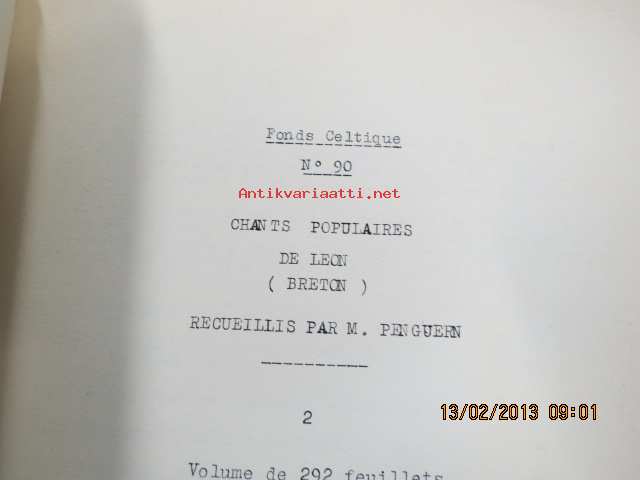 Fonds Celtique
N° 90
Antikvariaatti.net
CHANTS POPULAIRES
DE LEON
( BRETON )
RECUEILLIS PAR M. PENGUERN
----------
2
13/02/2013 09:01
Volume de 292 feuillets